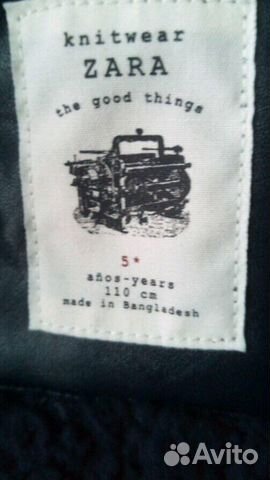 knitwear
ZARA
the good things
5*
años-years
110 cm
made in Bangladesh
Avito